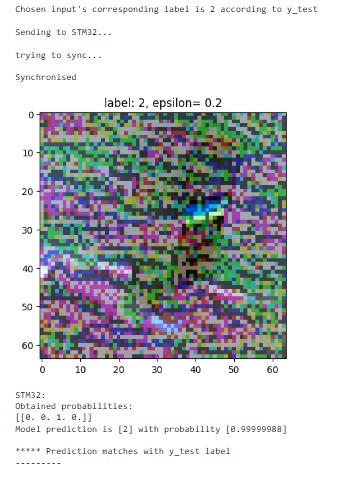 Chosen input's corresponding label is 2 according to y_test
Sending to STM32...
trying to sync...
Synchronised
label: 2, epsilon= 0.2
0
10
20
30
40
50
60
0 10 20 30 40 50 60
STM32:
Obtained probabilities:
[[0. 0. 1. 0.]]
Model prediction is [2] with probability [0.99999988]
***** Prediction matches with y_test label
---------